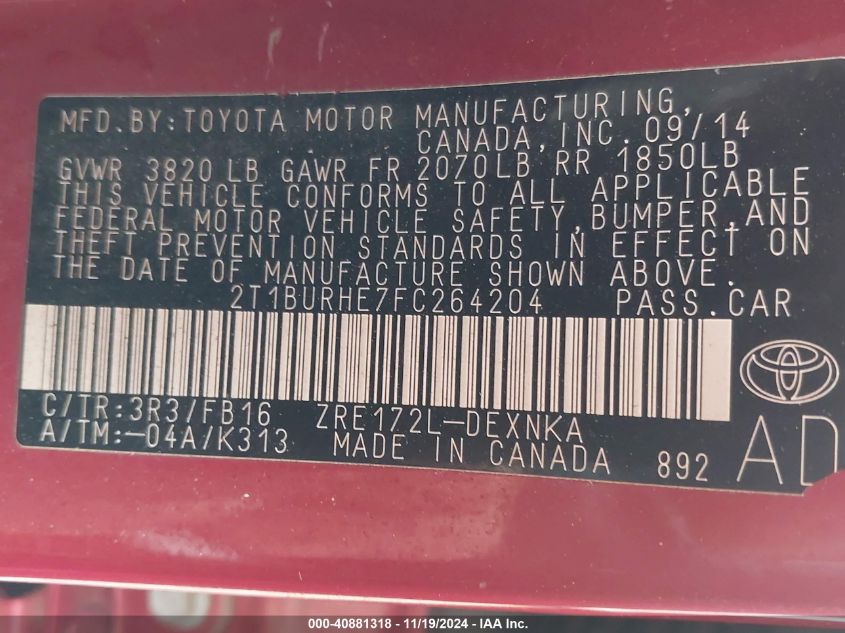 MFD.BY:TOYOTA MOTOR MANUFACTURING,
CANADA,INC. 09/14
GVWR 3820 LB GAWR FR 2070LB RR 1850LB
THIS VEHICLE CONFORMS TO ALL APPLICABLE
FEDERAL MOTOR VEHICLE SAFETY,BUMPER,AND
THEFT PREVENTION STANDARDS IN EFFECT ON
THE DATE OF MANUFACTURE SHOWN ABOVE.
2T1BURHE7FC264204 PASS.CAR
C/TR:3R3/FB16 ZRE172L-DEXNKA
A/TM:-04A/K313 MADE IN CANADA 892 AD
000-40881318 - 11/19/2024 - IAA Inc.